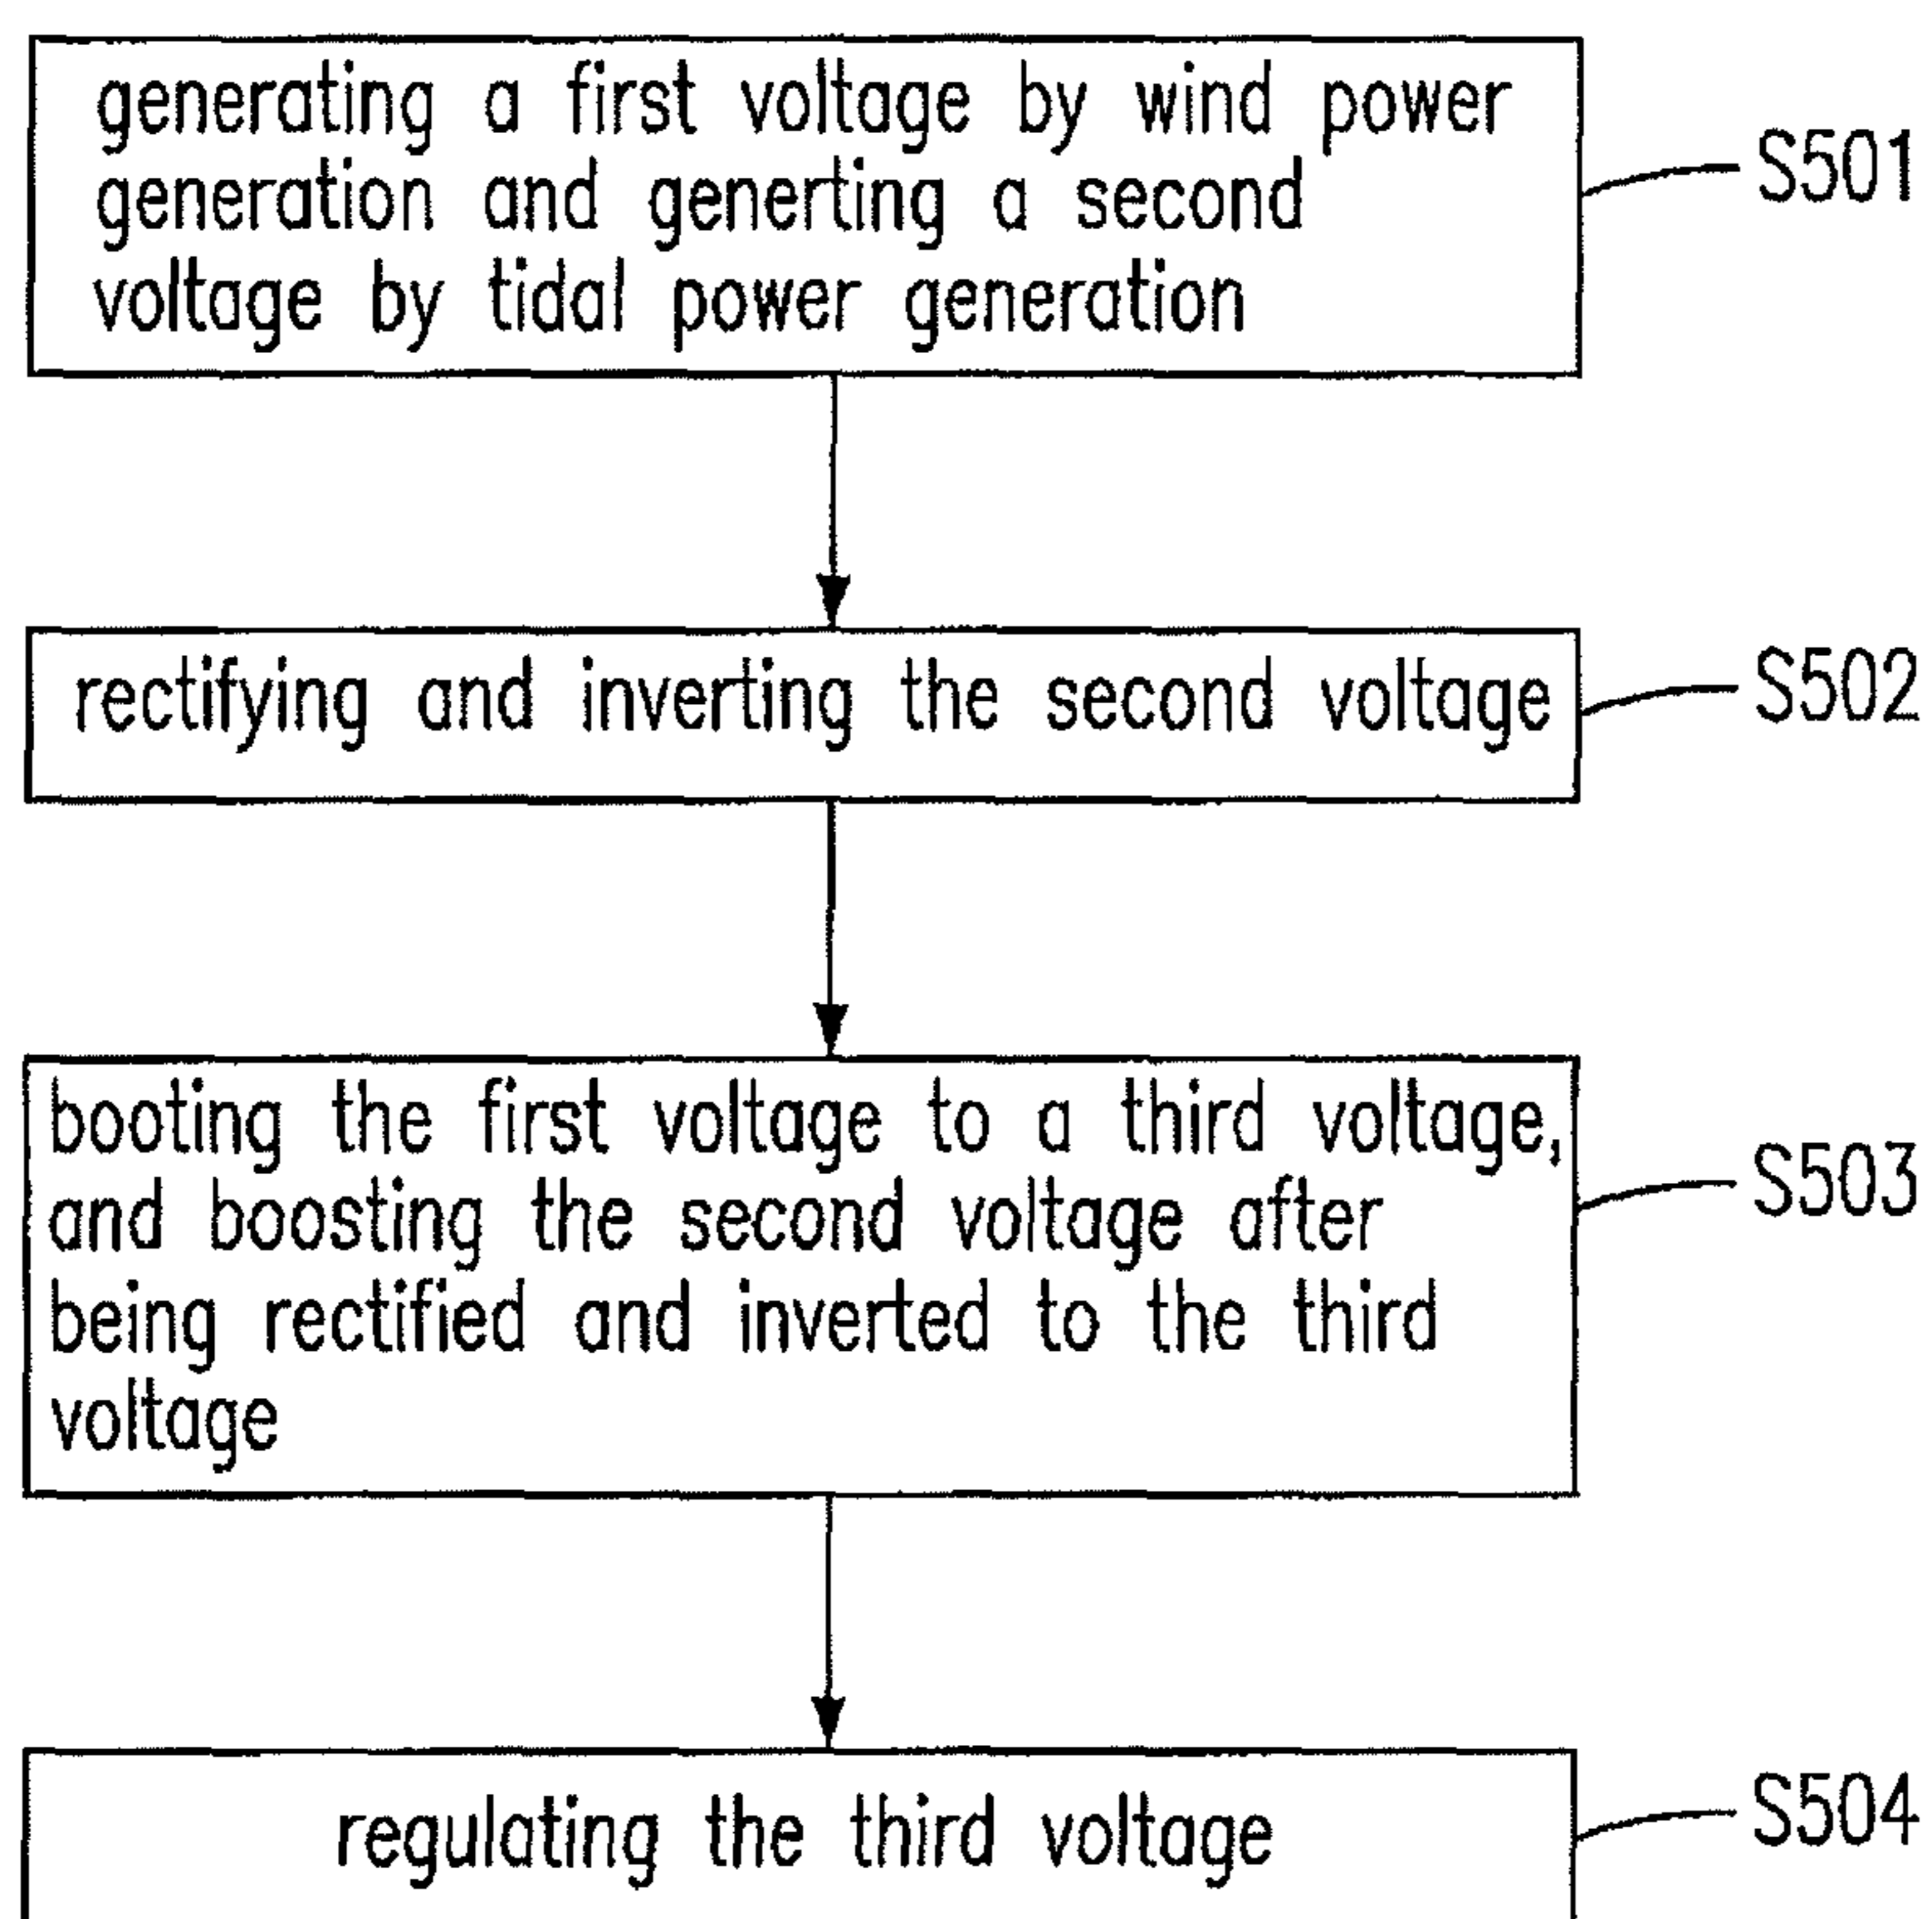 generating a first voltage by wind power
generation and generting a second
voltage by tidal power generation
S501
rectifying and inverting the second voltage
S502
booting the first voltage to a third voltage,
and boosting the second voltage after
being rectified and inverted to the third
voltage
S503
regulating the third voltage
S504